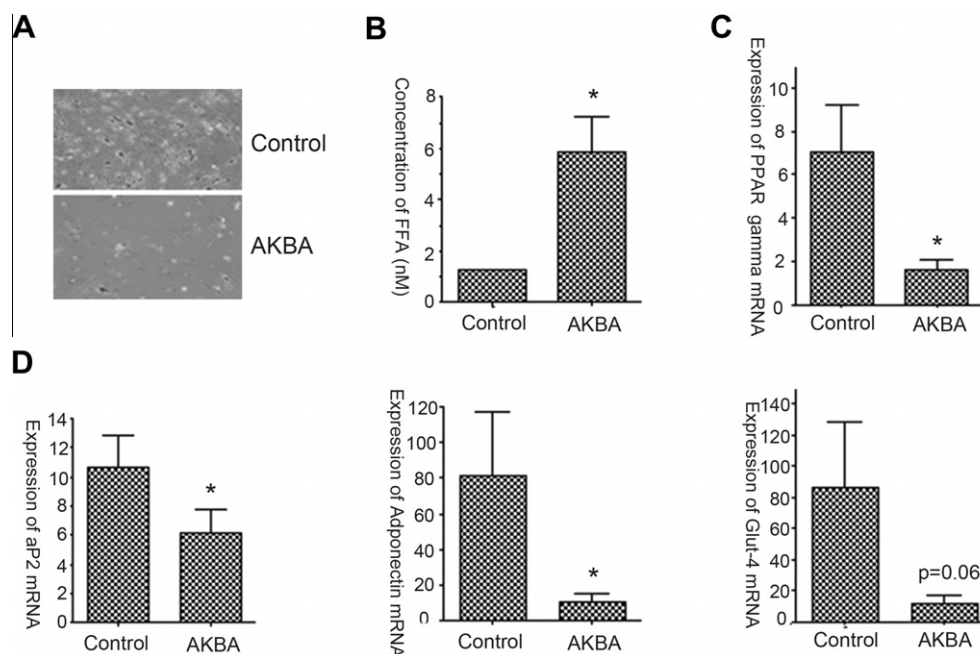 A
Control
AKBA
B
Concentration of FFA (nM)
8
6
4
2
0
*
Control
AKBA
C
Expression of
PPAR gamma mRNA
10
8
6
4
2
0
*
Control
AKBA
D
Expression of aP2 mRNA
14
12
10
8
6
4
2
0
*
Control
AKBA
Expression of Adponectin mRNA
120
100
80
60
40
20
0
*
Control
AKBA
Expression of Glut-4 mRNA
140
120
100
80
60
40
20
0
p=0.06
Control
AKBA